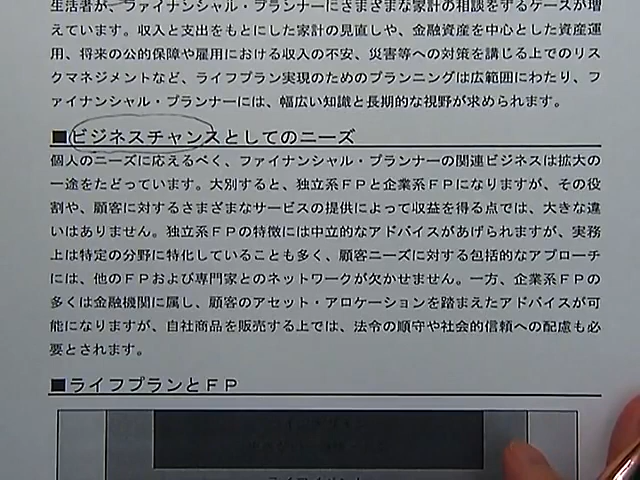 生活者が、ファイナンシャル・プランナーにさまざまな家計の相談をするケースが増
えています。収入と支出をもとにした家計の見直しや、金融資産を中心とした資産運
用、将来の公的保障や雇用における収入の不安、災害等への対策を講じる上でのリス
クマネジメントなど、ライフプラン実現のためのプランニングは広範囲にわたり、フ
ァイナンシャル・プランナーには、幅広い知識と長期的な視野が求められます。
■ビジネスチャンスとしてのニーズ
個人のニーズに応えるべく、ファイナンシャル・プランナーの関連ビジネスは拡大の
一途をたどっています。大別すると、独立系ＦＰと企業系ＦＰになりますが、その役
割や、顧客に対するさまざまなサービスの提供によって収益を得る点では、大きな違
いはありません。独立系ＦＰの特徴には中立的なアドバイスがあげられますが、実務
上は特定の分野に特化していることも多く、顧客ニーズに対する包括的なアプローチ
には、他のＦＰおよび専門家とのネットワークが欠かせません。一方、企業系ＦＰの
多くは金融機関に属し、顧客のアセット・アロケーションを踏まえたアドバイスが可
能になりますが、自社商品を販売する上では、法令の順守や社会的信頼への配慮も必
要とされます。
■ライフプランとＦＰ